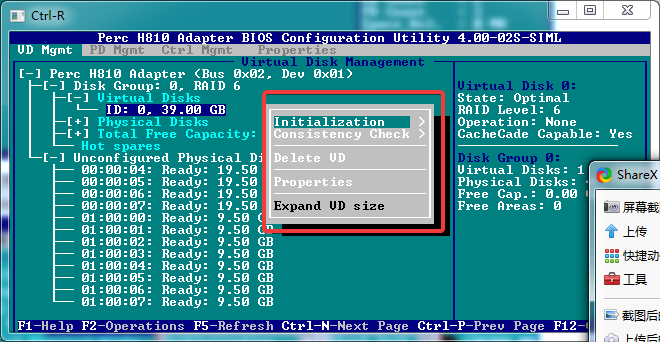 Ctrl-R
Perc H810 Adapter BIOS Configuration Utility 4.00-02S-SIML
VD Mgmt PD Mgmt Ctrl Mgmt Properties
Virtual Disk Management
[-] Perc H810 Adapter (Bus 0x02, Dev 0x01)
[-] Disk Group: 0, RAID 6
[-] Virtual Disks
ID: 0, 39.00 GB
[+] Physical Disks
[+] Total Free Capacity:
Hot spares
[-] Unconfigured Physical Di
00:00:04: Ready: 19.50
00:00:05: Ready: 19.50
00:00:06: Ready: 19.50
00:00:07: Ready: 19.50
01:00:00: Ready: 9.50 GB
01:00:01: Ready: 9.50 GB
01:00:02: Ready: 9.50 GB
01:00:03: Ready: 9.50 GB
01:00:04: Ready: 9.50 GB
01:00:05: Ready: 9.50 GB
01:00:06: Ready: 9.50 GB
01:00:07: Ready: 9.50 GB
Initialization >
Consistency Check >
Delete VD
Properties
Expand VD size
Virtual Disk 0:
State: Optimal
RAID Level: 6
Operation: None
CacheCade Capable: Yes
Disk Group 0:
Virtual Disks: 1
Physical Disks:
Free Cap.: 0.00
Free Areas: 0
F1-Help F2-Operations F5-Refresh Ctrl-N-Next Page Ctrl-P-Prev Page F12-
ShareX
屏幕截
上传
快捷动
工具
截图后的
上传后的